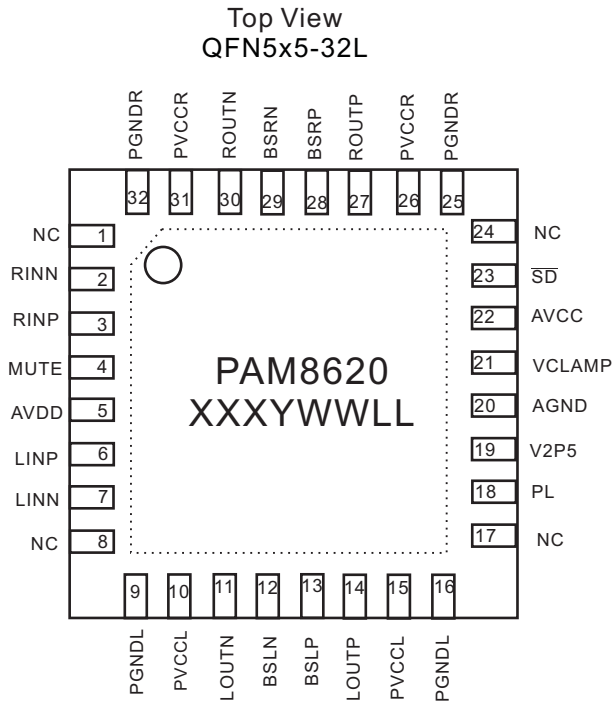 Top View
QFN5x5-32L
PGNDR
PVCCR
ROUTN
BSRN
BSRP
ROUTP
PVCCR
PGNDR
32
31
30
29
28
27
26
25
NC 1
RINN 2
RINP 3
MUTE 4
AVDD 5
LINP 6
LINN 7
NC 8
24 NC
23 SD
22 AVCC
21 VCLAMP
20 AGND
19 V2P5
18 PL
17 NC
PAM8620
XXXYWWLL
9
10
11
12
13
14
15
16
PGNDL
PVCCL
LOUTN
BSLN
BSLP
LOUTP
PVCCL
PGNDL